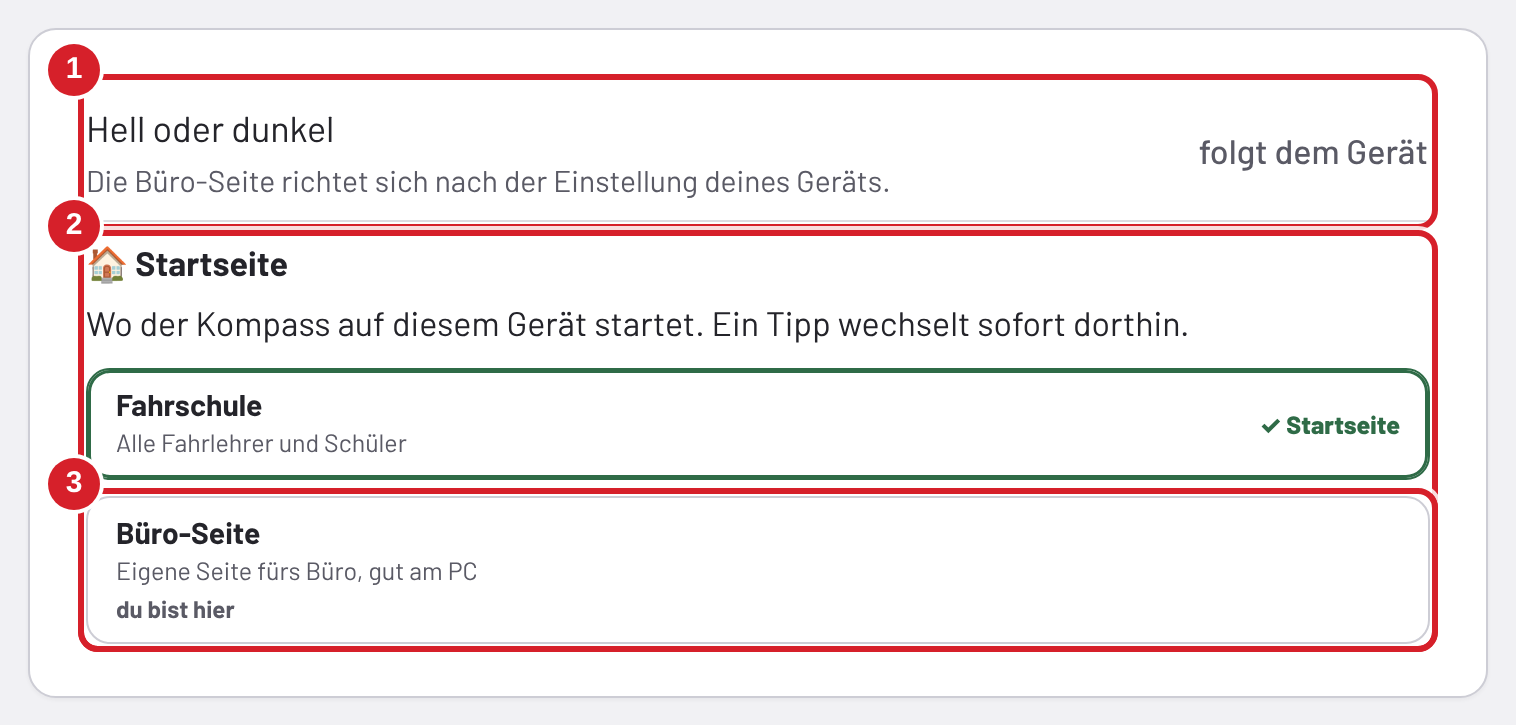 1
Hell oder dunkel
folgt dem Gerät
Die Büro-Seite richtet sich nach der Einstellung deines Geräts.
2
🏠 Startseite
Wo der Kompass auf diesem Gerät startet. Ein Tipp wechselt sofort dorthin.
Fahrschule
Alle Fahrlehrer und Schüler
✓ Startseite
3
Büro-Seite
Eigene Seite fürs Büro, gut am PC
du bist hier